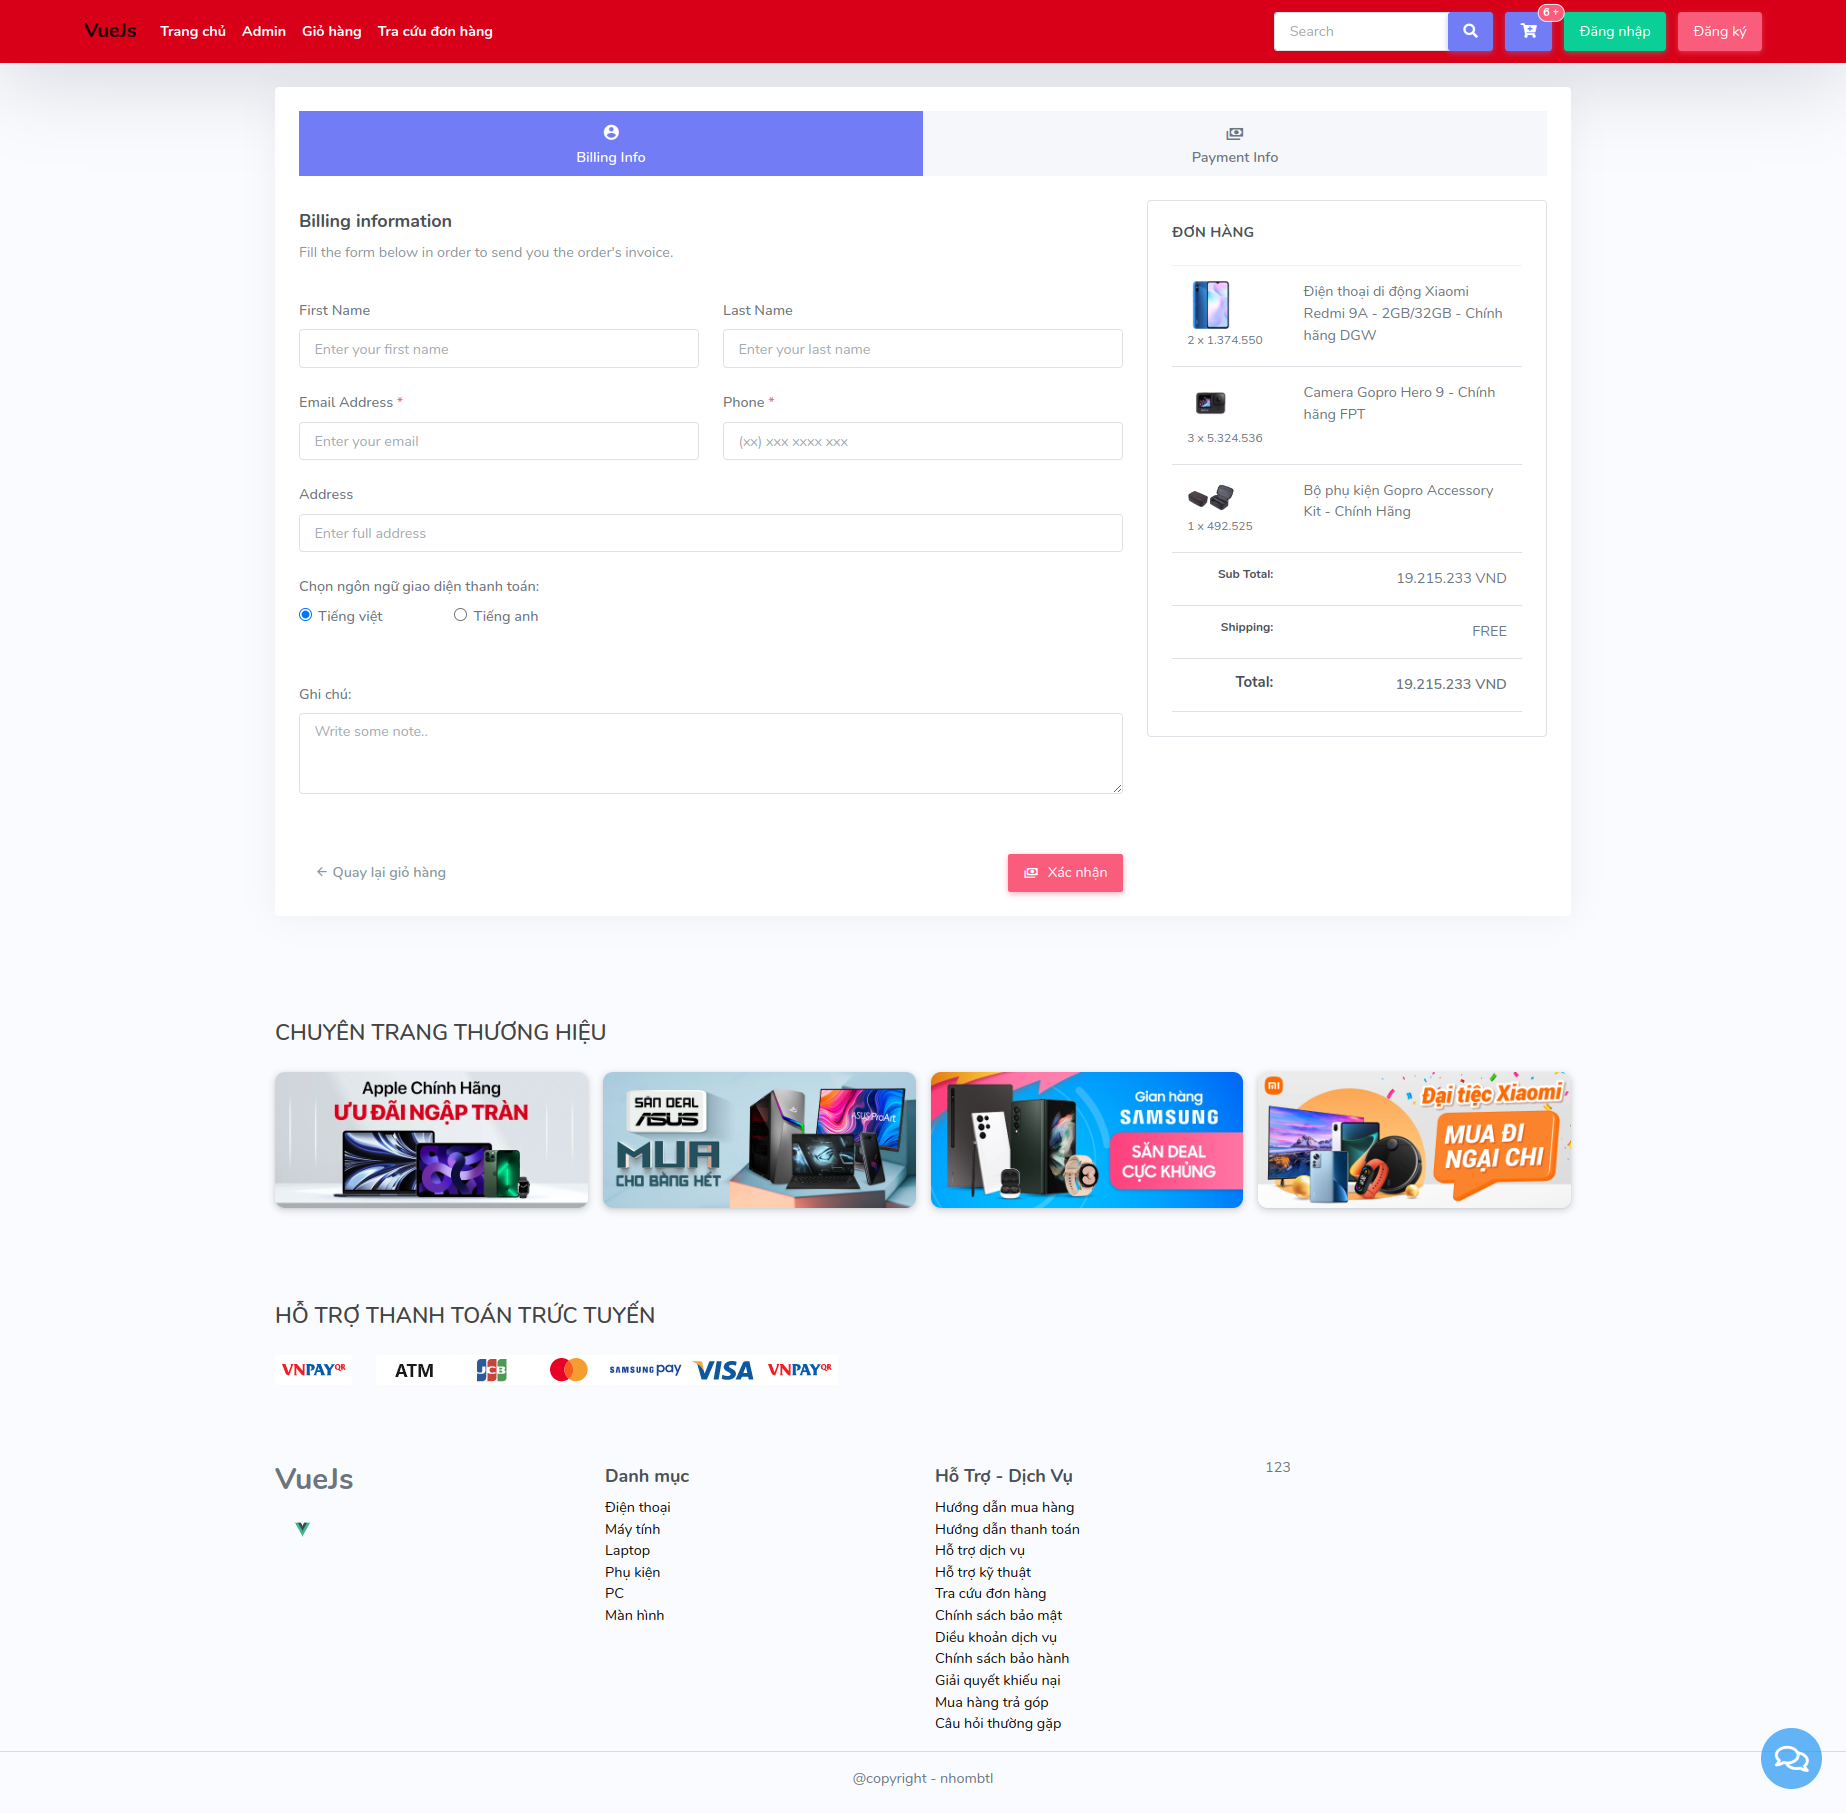 VueJs Trang chủ Admin Giỏ hàng Tra cứu đơn hàng Search 6 + Đăng nhập Đăng ký
Billing Info
Payment Info
Billing information
Fill the form below in order to send you the order's invoice.
First Name
Last Name
Enter your first name
Enter your last name
Email Address *
Phone *
Enter your email
(xx) xxx xxxx xxx
Address
Enter full address
Chọn ngôn ngữ giao diện thanh toán:
Tiếng việt
Tiếng anh
Ghi chú:
Write some note..
Quay lại giỏ hàng
Xác nhận
ĐƠN HÀNG
Điện thoại di động Xiaomi
Redmi 9A - 2GB/32GB - Chính
hãng DGW
2 x 1.374.550
Camera Gopro Hero 9 - Chính
hãng FPT
3 x 5.324.536
Bộ phụ kiện Gopro Accessory
Kit - Chính Hãng
1 x 492.525
Sub Total: 19.215.233 VND
Shipping: FREE
Total: 19.215.233 VND
CHUYÊN TRANG THƯƠNG HIỆU
Apple Chính Hãng
ƯU ĐÃI NGẬP TRÀN
SĂN DEAL
ASUS
MUA
CHO BẰNG HẾT
ASUS ProArt
Gian hàng
SAMSUNG
SĂN DEAL
CỰC KHỦNG
MI
Đại tiệc Xiaomi
MUA ĐI
NGẠI CHI
HỖ TRỢ THANH TOÁN TRỨC TUYẾN
VNPAYQR ATM JCB SAMSUNG pay VISA VNPAYQR
VueJs
Danh mục
Điện thoại
Máy tính
Laptop
Phụ kiện
PC
Màn hình
Hỗ Trợ - Dịch Vụ
Hướng dẫn mua hàng
Hướng dẫn thanh toán
Hỗ trợ dịch vụ
Hỗ trợ kỹ thuật
Tra cứu đơn hàng
Chính sách bảo mật
Diều khoản dịch vụ
Chính sách bảo hành
Giải quyết khiếu nại
Mua hàng trả góp
Câu hỏi thường gặp
123
@copyright - nhombtl